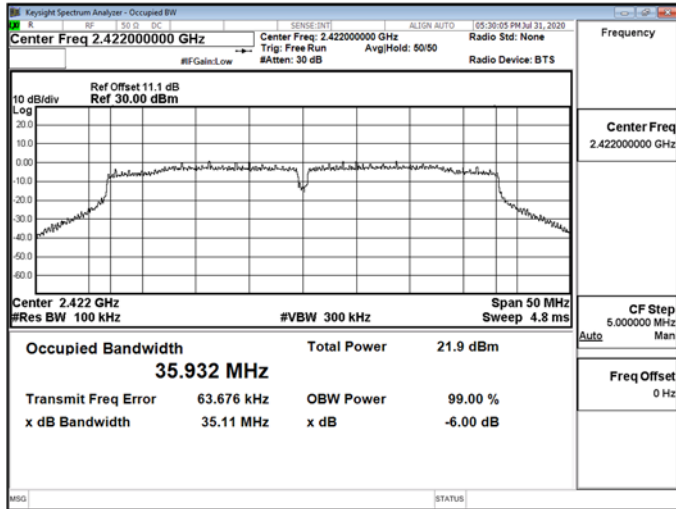 Keysight Spectrum Analyzer - Occupied BW
R RF 50 Ω DC SENSE:INT ALIGN AUTO 05:30:05 PM Jul 31, 2020
Center Freq 2.422000000 GHz
Center Freq: 2.422000000 GHz Radio Std: None
Trig: Free Run Avg|Hold: 50/50
#IFGain:Low #Atten: 30 dB Radio Device: BTS
Ref Offset 11.1 dB
10 dB/div Ref 30.00 dBm
Log
20.0
10.0
0.00
-10.0
-20.0
-30.0
-40.0
-50.0
-60.0
Center 2.422 GHz Span 50 MHz
#Res BW 100 kHz #VBW 300 kHz Sweep 4.8 ms
Occupied Bandwidth Total Power 21.9 dBm
35.932 MHz
Transmit Freq Error 63.676 kHz OBW Power 99.00 %
x dB Bandwidth 35.11 MHz x dB -6.00 dB
MSG STATUS
Frequency
Center Freq
2.422000000 GHz
CF Step
5.000000 MHz
Auto Man
Freq Offset
0 Hz